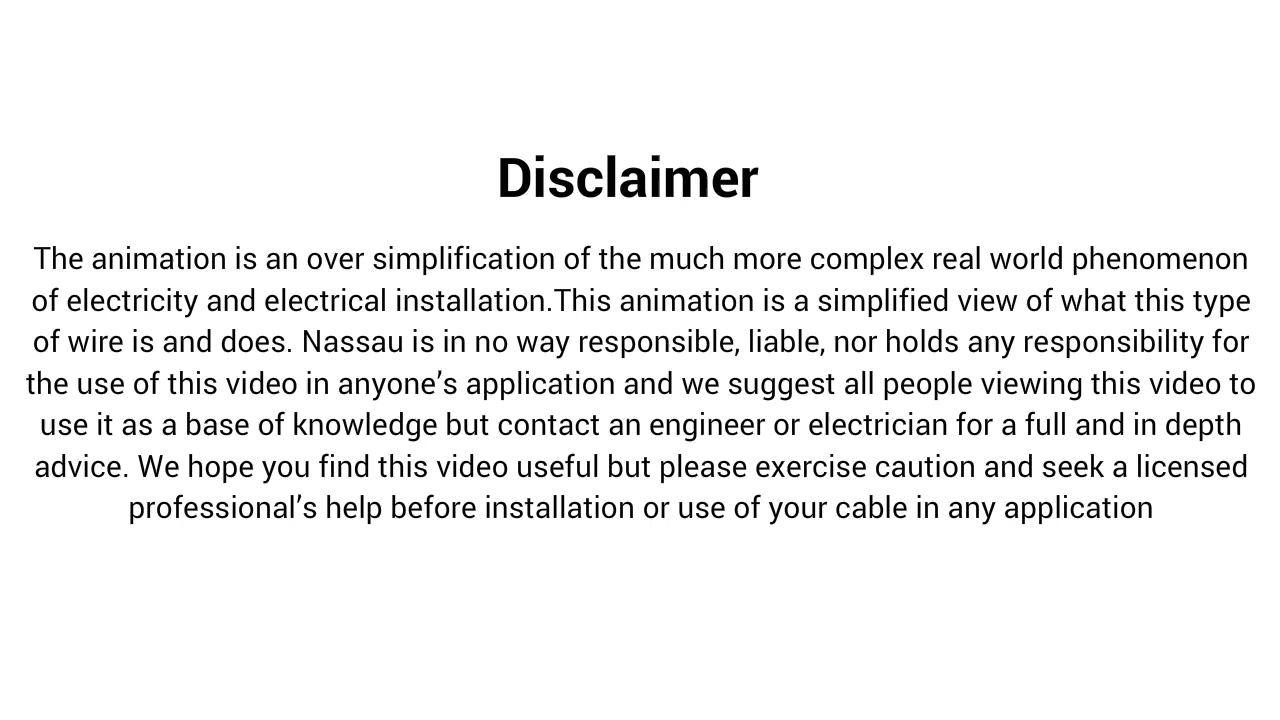 Disclaimer
The animation is an over simplification of the much more complex real world phenomenon
of electricity and electrical installation.This animation is a simplified view of what this type
of wire is and does. Nassau is in no way responsible, liable, nor holds any responsibility for
the use of this video in anyone’s application and we suggest all people viewing this video to
use it as a base of knowledge but contact an engineer or electrician for a full and in depth
advice. We hope you find this video useful but please exercise caution and seek a licensed
professional’s help before installation or use of your cable in any application